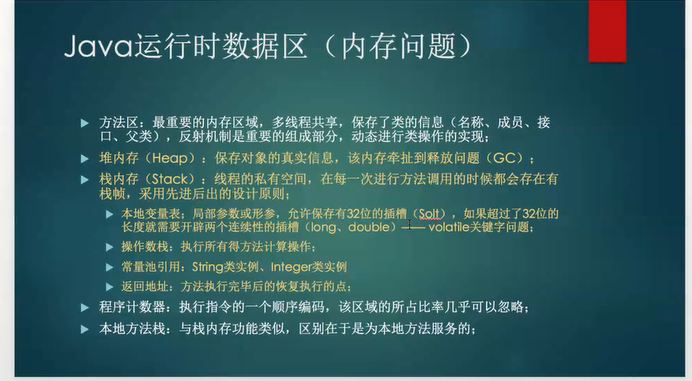 Java运行时数据区（内存问题）
方法区：最重要的内存区域，多线程共享，保存了类的信息（名称、成员、接
口、父类），反射机制是重要的组成部分，动态进行类操作的实现；
堆内存（Heap）：保存对象的真实信息，该内存牵扯到释放问题（GC）；
栈内存（Stack）：线程的私有空间，在每一次进行方法调用的时候都会存在有
栈帧，采用先进后出的设计原则；
本地变量表：局部参数或形参，允许保存有32位的插槽（Solt），如果超过了32位的
长度就需要开辟两个连续性的插槽（long、double）—— volatile关键字问题；
操作数栈：执行所有得方法计算操作；
常量池引用：String类实例、Integer类实例
返回地址：方法执行完毕后的恢复执行的点；
程序计数器：执行指令的一个顺序编码，该区域的所占比率几乎可以忽略；
本地方法栈：与栈内存功能类似，区别在于是为本地方法服务的；